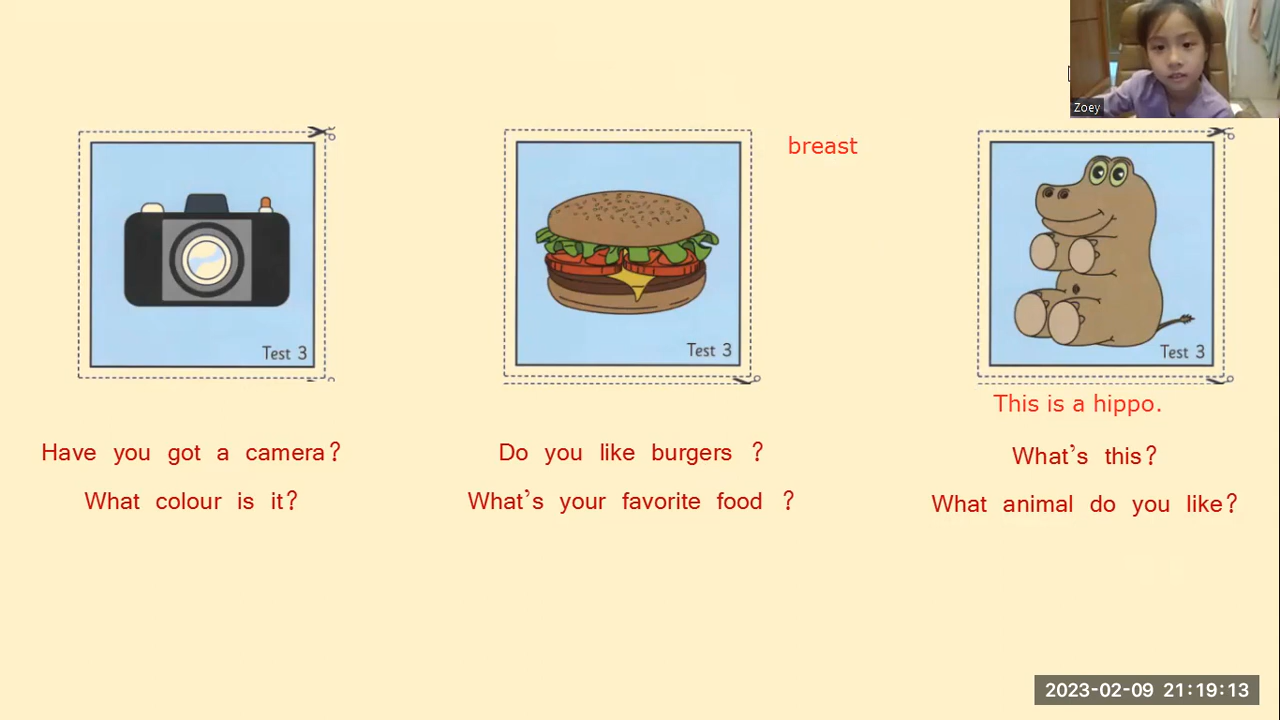 Zoey
breast
Test 3
Test 3
Test 3
This is a hippo.
Have you got a camera?
Do you like burgers ?
What's this?
What colour is it?
What's your favorite food ?
What animal do you like?
2023-02-09 21:19:13